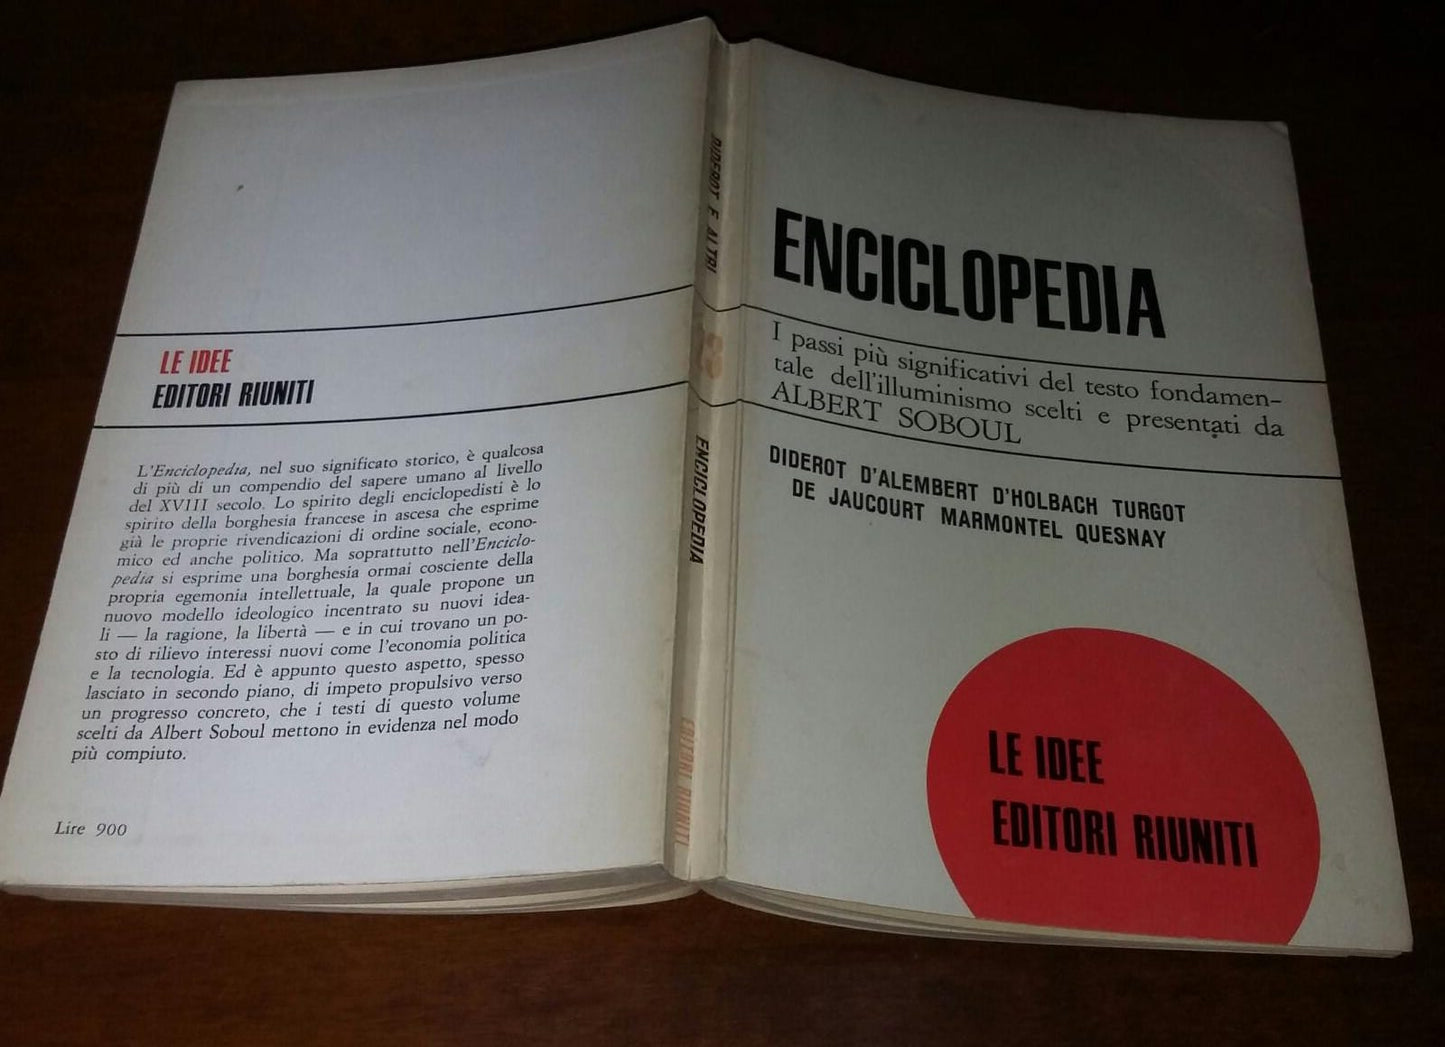 LE IDEE
EDITORI RIUNITI
L'Enciclopedia, nel suo significato storico, è qualcosa
di più di un compendio del sapere umano al livello
del XVIII secolo. Lo spirito degli enciclopedisti è lo
spirito della borghesia francese in ascesa che esprime
già le proprie rivendicazioni di ordine sociale, econo-
mico ed anche politico. Ma soprattutto nell'Enciclo-
pedia si esprime una borghesia ormai cosciente della
propria egemonia intellettuale, la quale propone un
nuovo modello ideologico incentrato su nuovi idea-
li — la ragione, la libertà — e in cui trovano un po-
sto di rilievo interessi nuovi come l'economia politica
e la tecnologia. Ed è appunto questo aspetto, spesso
lasciato in secondo piano, di impeto propulsivo verso
un progresso concreto, che i testi di questo volume
scelti da Albert Soboul mettono in evidenza nel modo
più compiuto.
Lire 900
DIDEROT E ALTRI
ENCICLOPEDIA
EDITORI RIUNITI
ENCICLOPEDIA
I passi più significativi del testo fondamen-
tale dell'illuminismo scelti e presentati da
ALBERT SOBOUL
DIDEROT D'ALEMBERT D'HOLBACH TURGOT
DE JAUCOURT MARMONTEL QUESNAY
LE IDEE
EDITORI RIUNITI